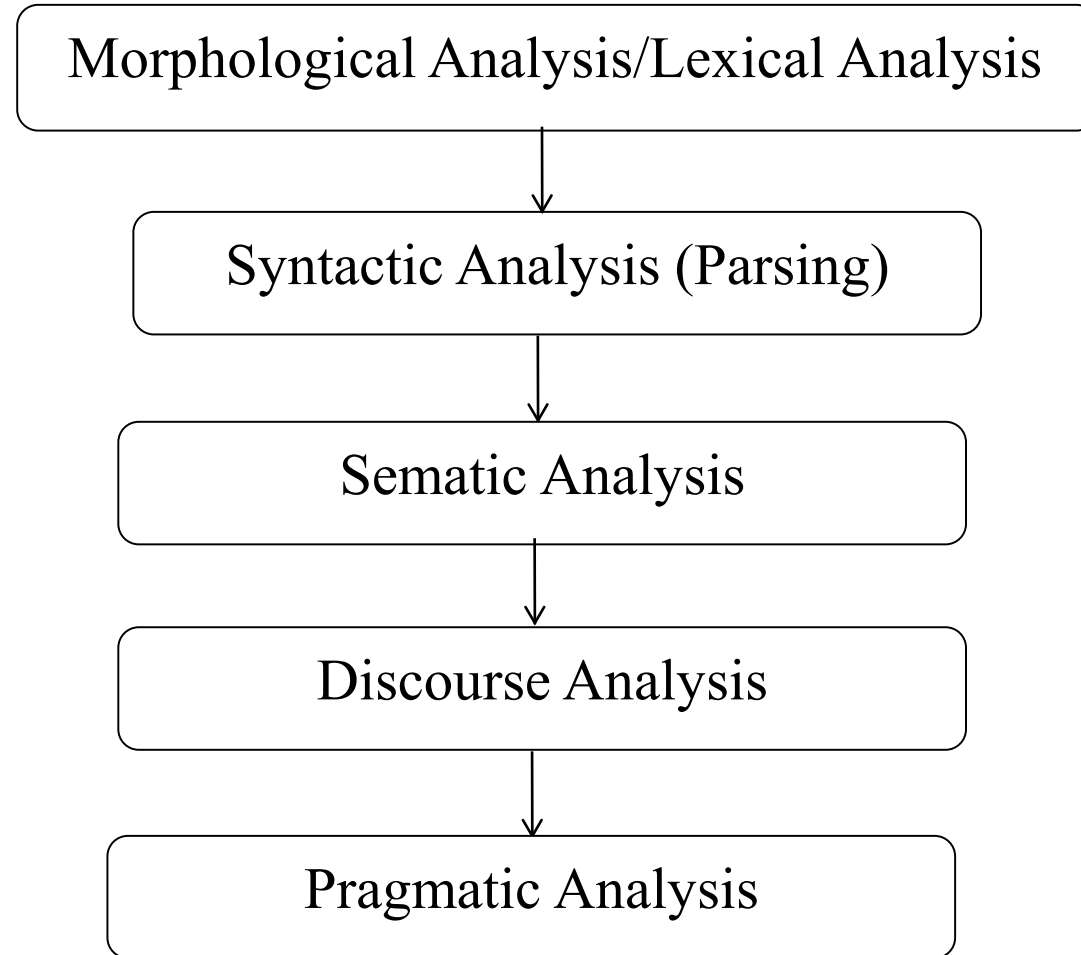 Morphological Analysis/Lexical Analysis
Syntactic Analysis (Parsing)
Sematic Analysis
Discourse Analysis
Pragmatic Analysis